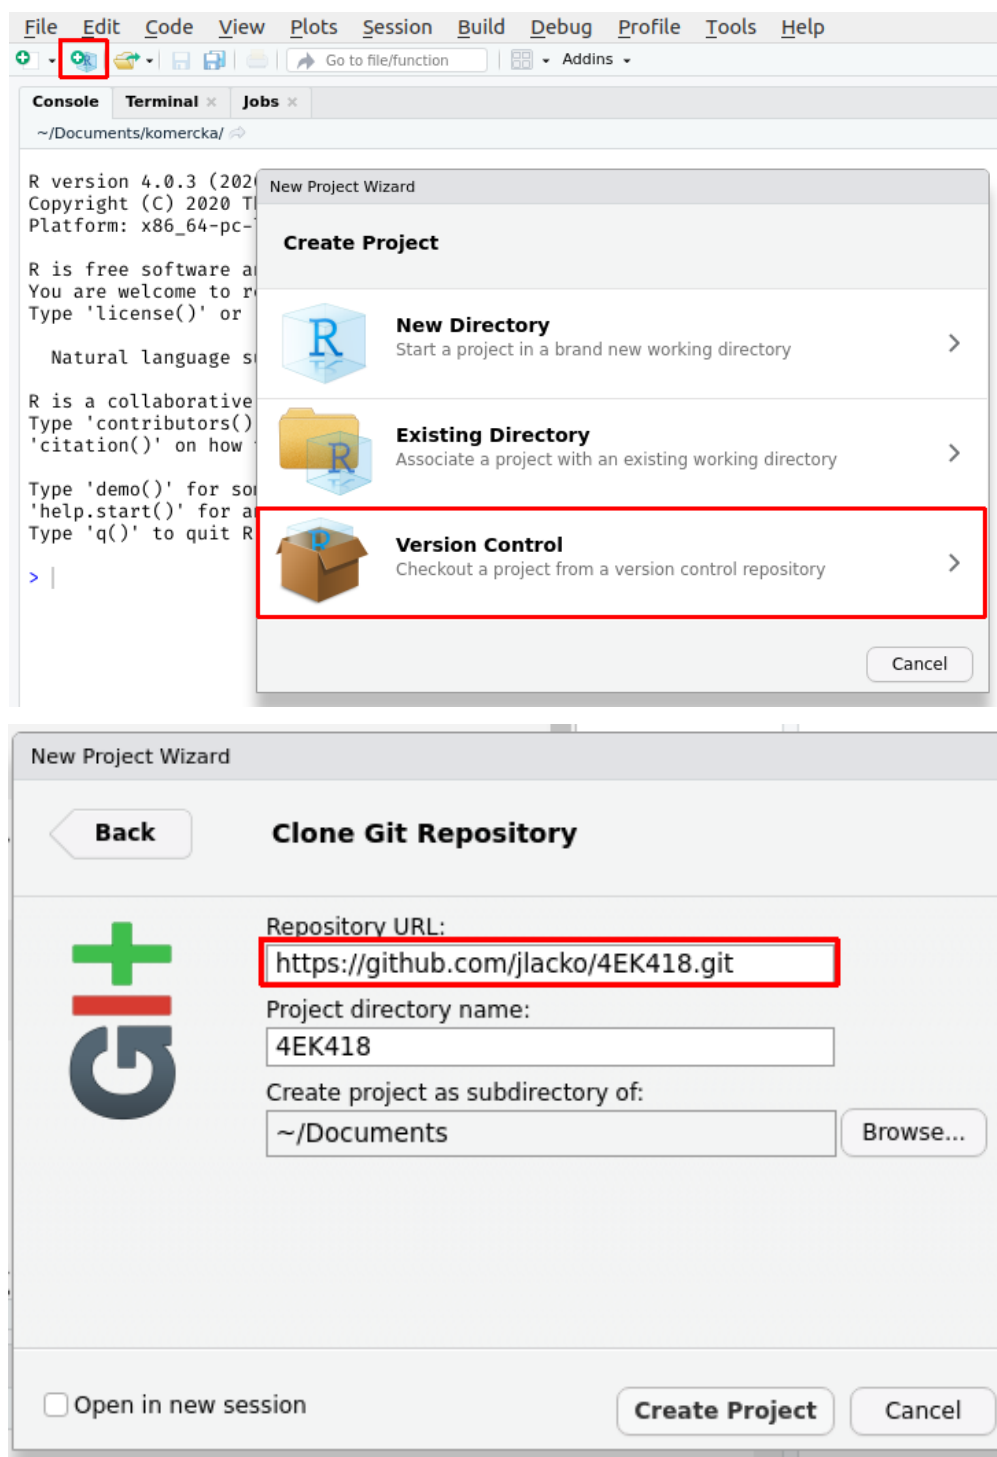 File Edit Code View Plots Session Build Debug Profile Tools Help
Go to file/function Addins
Console Terminal Jobs
~/Documents/komercka/
R version 4.0.3 (202
Copyright (C) 2020 T
Platform: x86_64-pc-
R is free software a
You are welcome to r
Type 'license()' or
Natural language s
R is a collaborative
Type 'contributors()
'citation()' on how
Type 'demo()' for so
'help.start()' for a
Type 'q()' to quit R
>
New Project Wizard
Create Project
R
New Directory
Start a project in a brand new working directory
R
Existing Directory
Associate a project with an existing working directory
Version Control
Checkout a project from a version control repository
Cancel
New Project Wizard
Back
Clone Git Repository
git
Repository URL:
https://github.com/jlacko/4EK418.git
Project directory name:
4EK418
Create project as subdirectory of:
~/Documents
Browse...
Open in new session
Create Project
Cancel